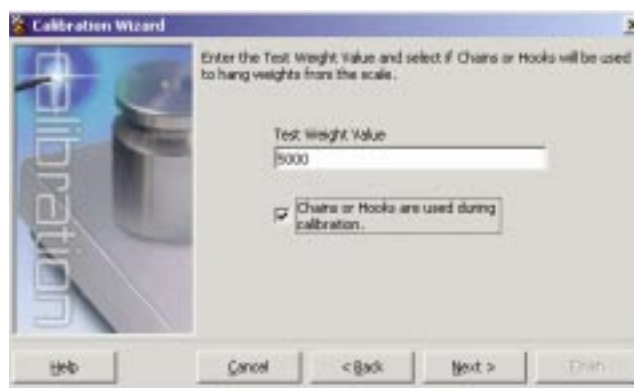 Calibration Wizard
Enter the Test Weight Value and select if Chains or Hooks will be used
to hang weights from the scale.
Calibration
Test Weight Value
5000
Chains or Hooks are used during
calibration.
Help
Cancel
< Back
Next >
Finish